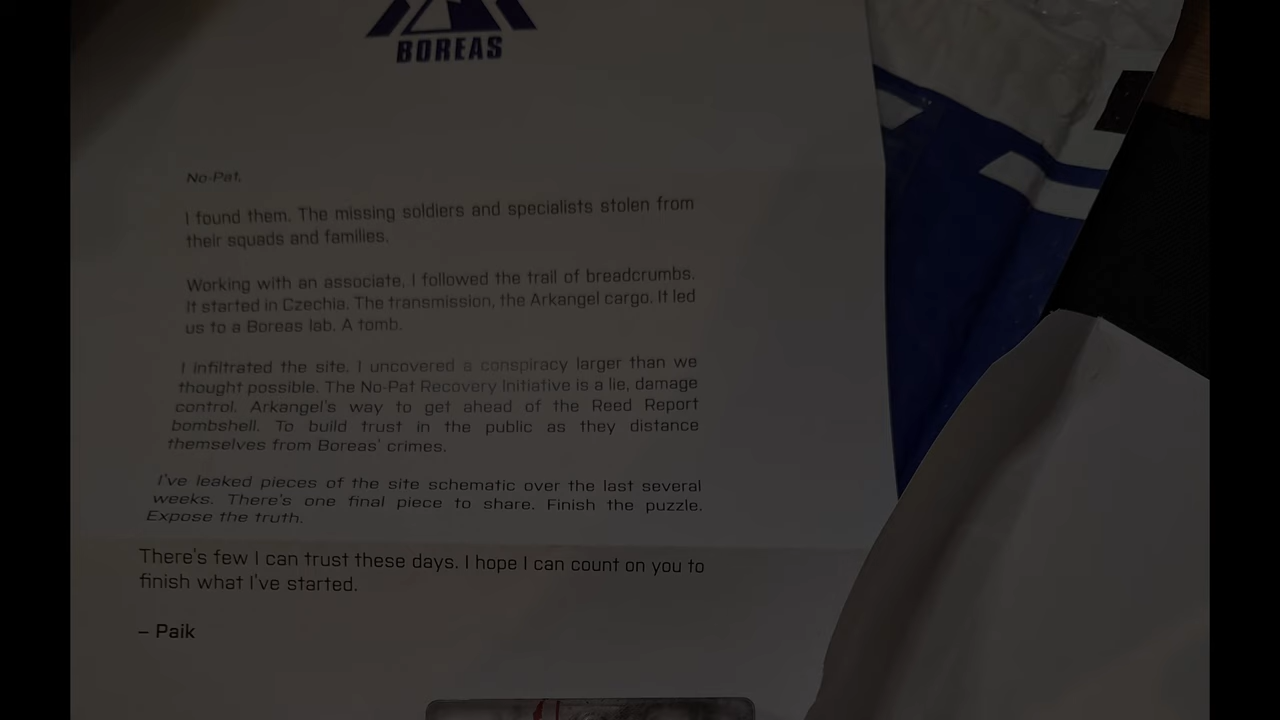 BOREAS
No-Pat,
I found them. The missing soldiers and specialists stolen from
their squads and families.
Working with an associate, I followed the trail of breadcrumbs.
It started in Czechia. The transmission, the Arkangel cargo. It led
us to a Boreas lab. A tomb.
I infiltrated the site. I uncovered a conspiracy larger than we
thought possible. The No-Pat Recovery Initiative is a lie, damage
control. Arkangel's way to get ahead of the Reed Report
bombshell. To build trust in the public as they distance
themselves from Boreas' crimes.
I've leaked pieces of the site schematic over the last several
weeks. There's one final piece to share. Finish the puzzle.
Expose the truth.
There's few I can trust these days. I hope I can count on you to
finish what I've started.
– Paik